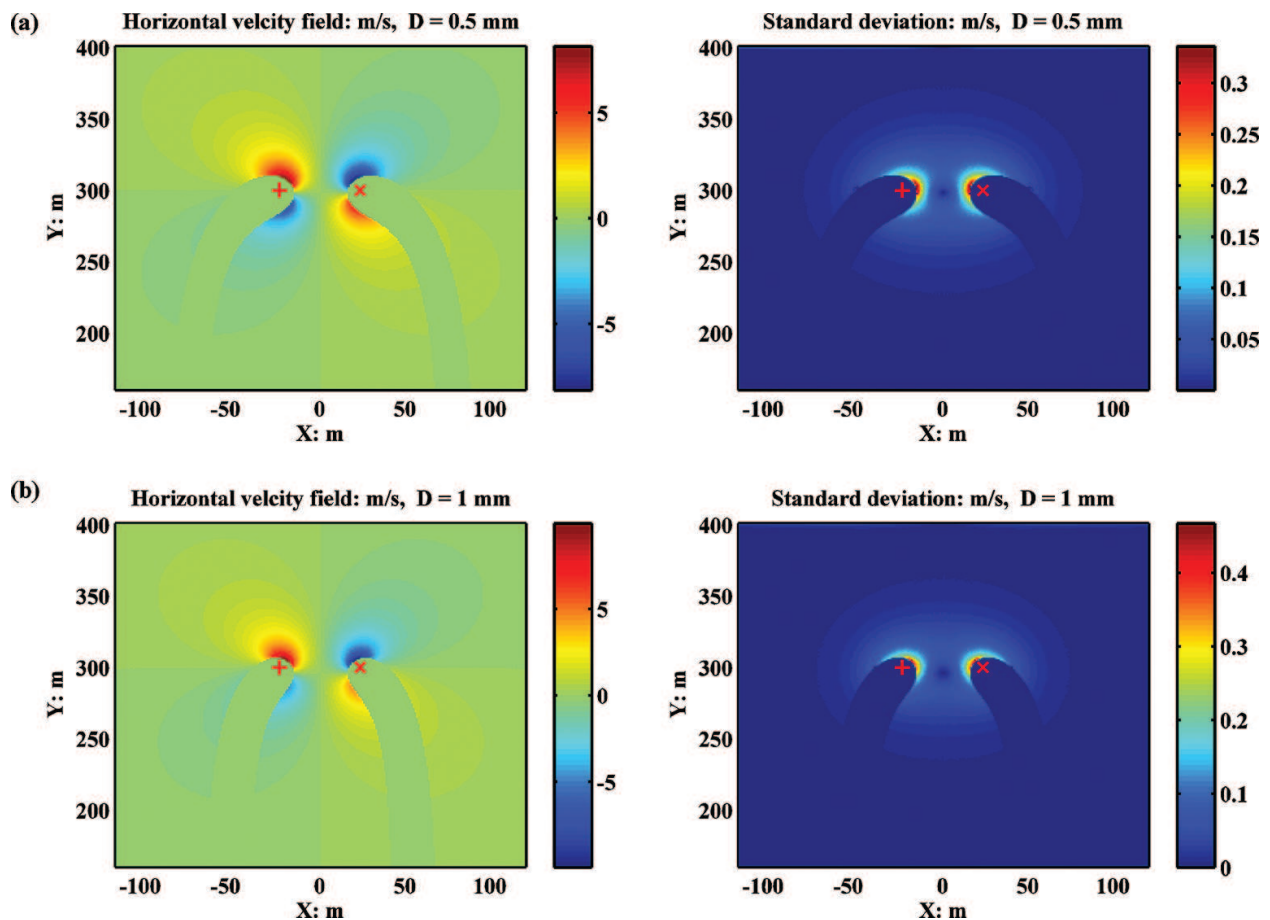 (a)
Horizontal velcity field: m/s, D = 0.5 mm
400
350
300
250
200
Y: m
-100 -50 0 50 100
X: m
5
0
-5
Standard deviation: m/s, D = 0.5 mm
400
350
300
250
200
Y: m
-100 -50 0 50 100
X: m
0.3
0.25
0.2
0.15
0.1
0.05
(b)
Horizontal velcity field: m/s, D = 1 mm
400
350
300
250
200
Y: m
-100 -50 0 50 100
X: m
5
0
-5
Standard deviation: m/s, D = 1 mm
400
350
300
250
200
Y: m
-100 -50 0 50 100
X: m
0.4
0.3
0.2
0.1
0